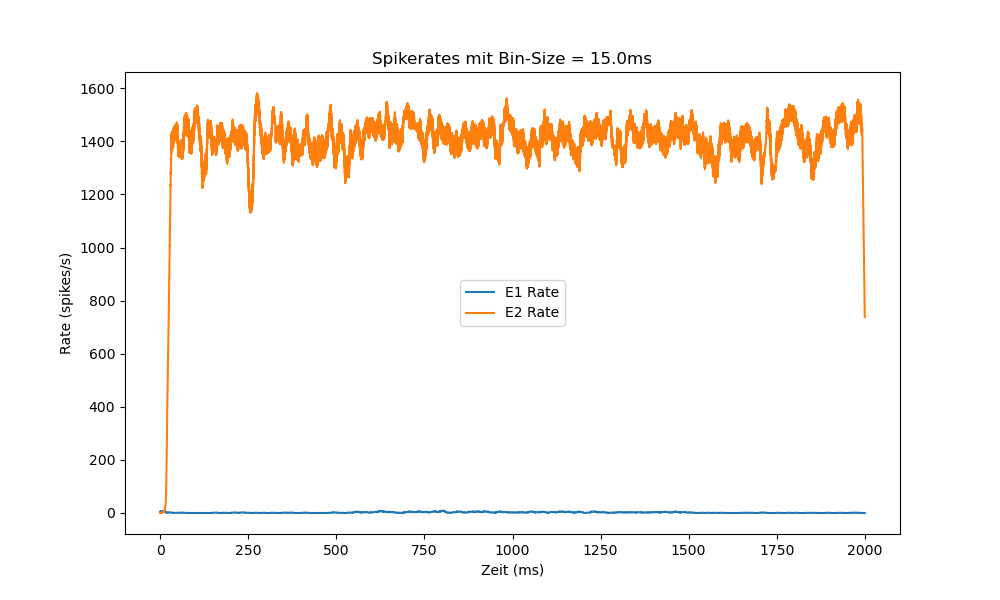 Spikerates mit Bin-Size = 15.0ms
1600
1400
1200
1000
800
600
400
200
0
Rate (spikes/s)
E1 Rate
E2 Rate
0 250 500 750 1000 1250 1500 1750 2000
Zeit (ms)